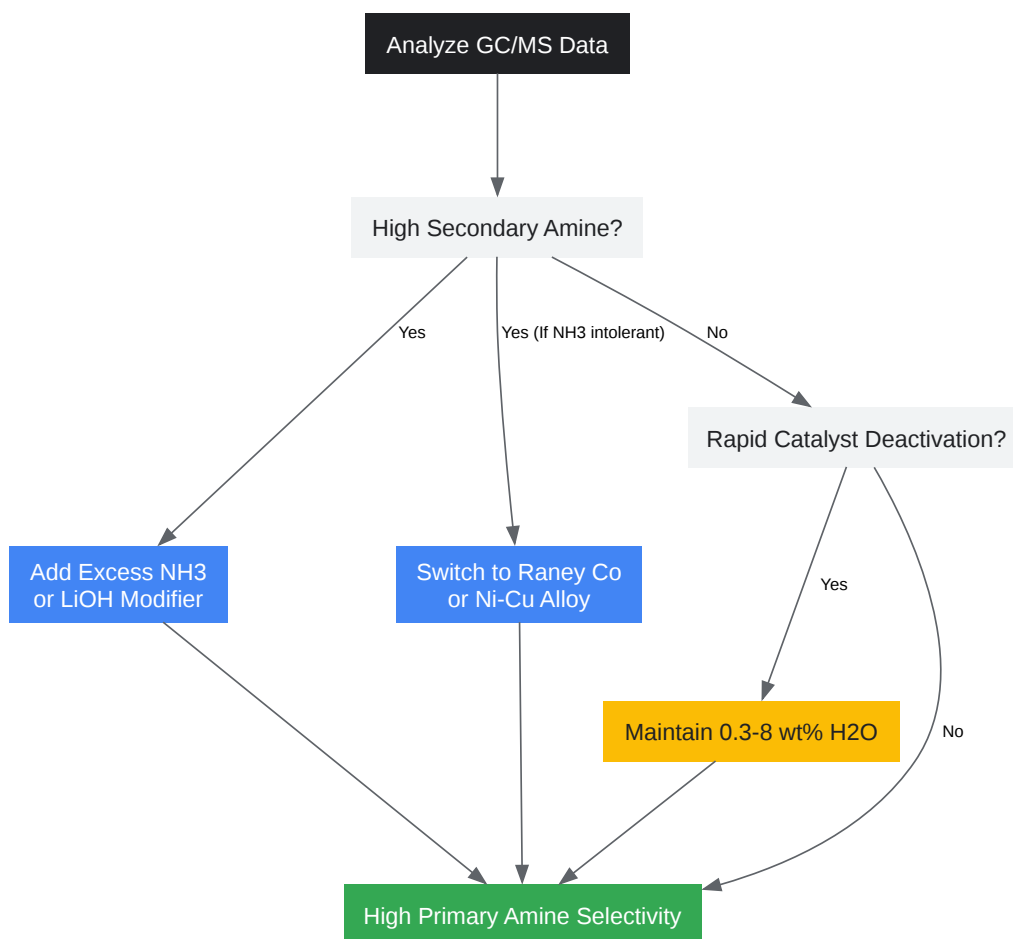 Analyze GC/MS Data
High Secondary Amine?
Yes
Yes (If NH3 intolerant)
No
Rapid Catalyst Deactivation?
Add Excess NH3
or LiOH Modifier
Switch to Raney Co
or Ni-Cu Alloy
Yes
Maintain 0.3-8 wt% H2O
No
High Primary Amine Selectivity